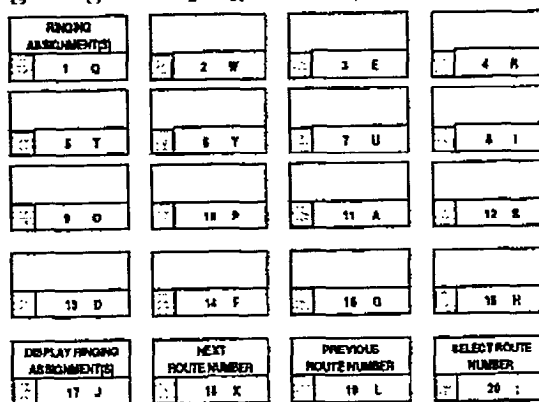 RINGING
ASSIGNMENT(S)
1 Q
2 W
3 E
4 R
5 T
6 Y
7 U
8 I
9 O
10 P
11 A
12 S
13 D
14 F
15 G
16 H
DISPLAY RINGING
ASSIGNMENT(S)
17 J
NEXT
ROUTE NUMBER
18 K
PREVIOUS
ROUTE NUMBER
19 L
SELECT ROUTE
NUMBER
20 ;